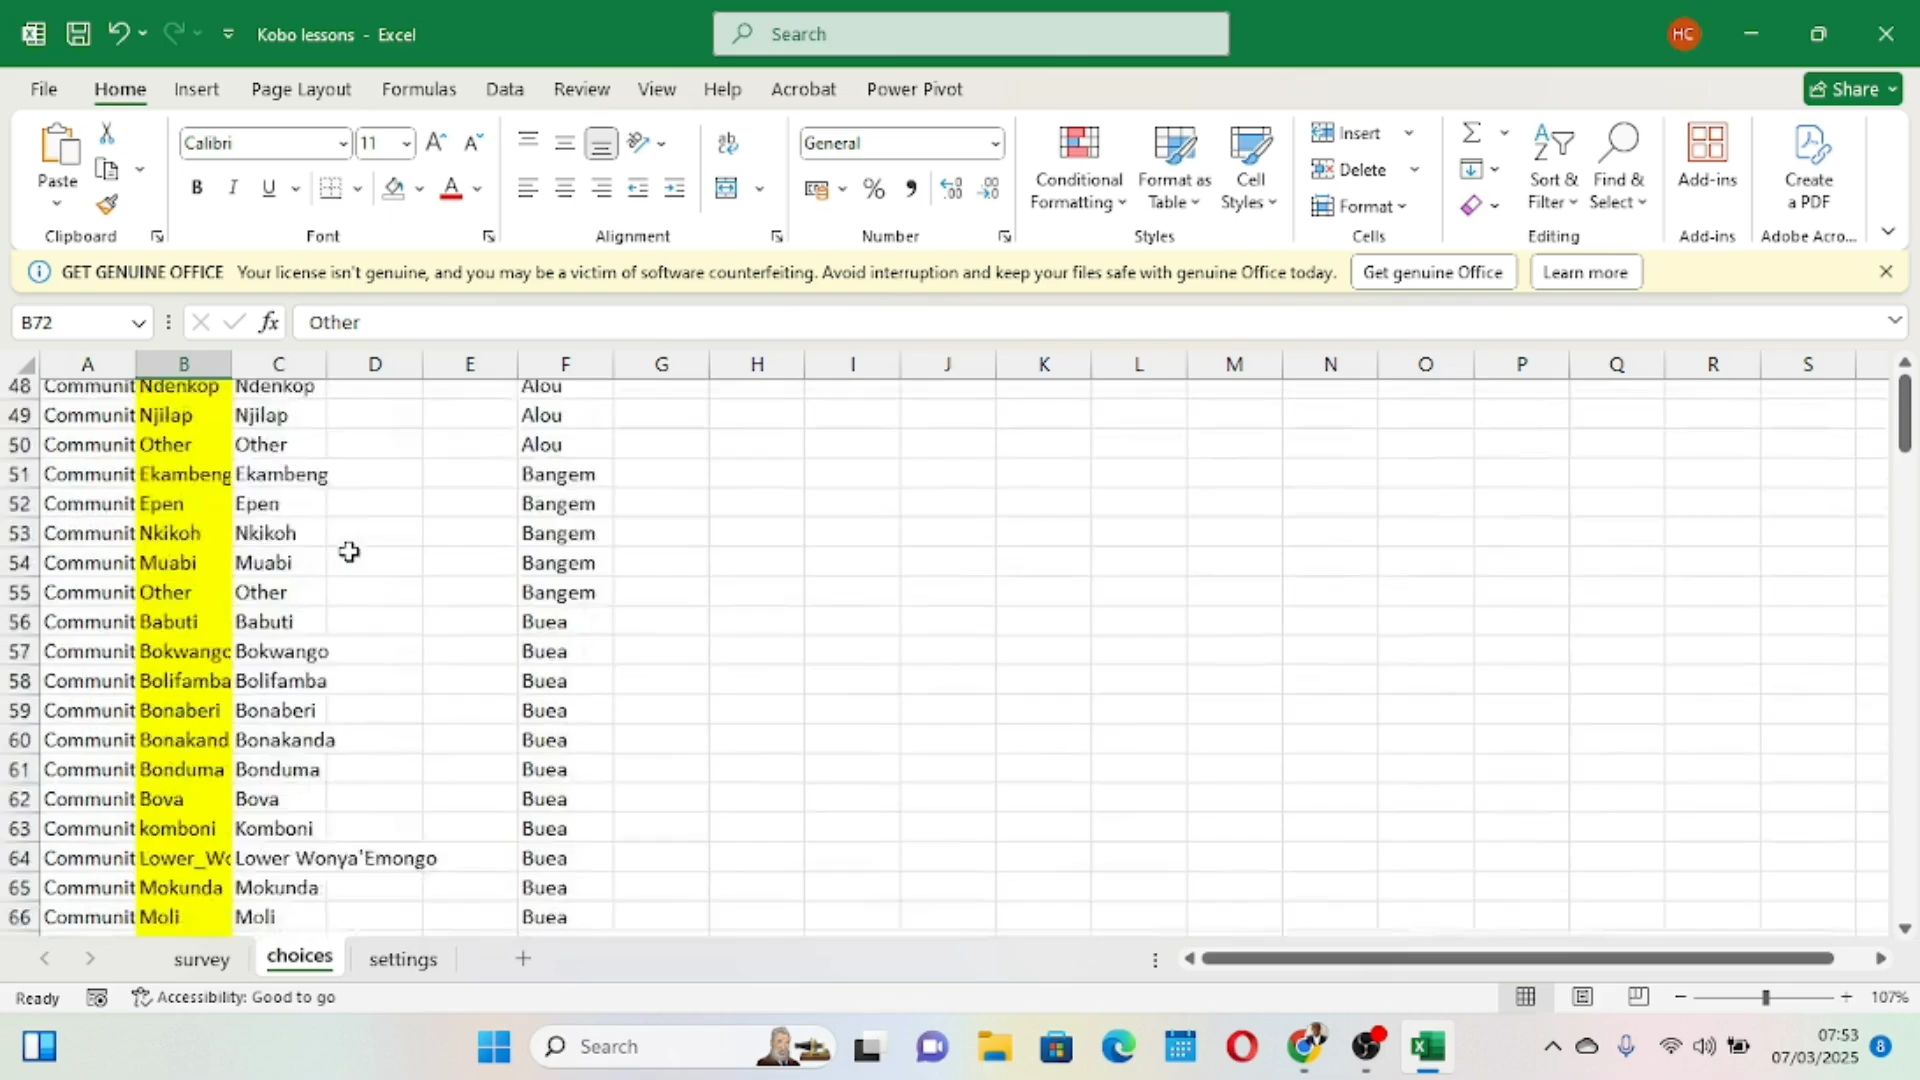 Kobo lessons - Excel
Search
HC
File Home Insert Page Layout Formulas Data Review View Help Acrobat Power Pivot
Share
Paste
Calibri 11
General
Conditional Formatting
Format as Table
Cell Styles
Insert
Delete
Format
Sort & Filter
Find & Select
Add-ins
Create a PDF
Clipboard Font Alignment Number Styles Cells Editing Add-ins Adobe Acro...
GET GENUINE OFFICE Your license isn't genuine, and you may be a victim of software counterfeiting. Avoid interruption and keep your files safe with genuine Office today. Get genuine Office Learn more
B72 fx Other
A B C D E F G H I J K L M N O P Q R S
48 Communit Ndenkop Ndenkop Alou
49 Communit Njilap Njilap Alou
50 Communit Other Other Alou
51 Communit Ekambeng Ekambeng Bangem
52 Communit Epen Epen Bangem
53 Communit Nkikoh Nkikoh Bangem
54 Communit Muabi Muabi Bangem
55 Communit Other Other Bangem
56 Communit Babuti Babuti Buea
57 Communit Bokwango Bokwango Buea
58 Communit Bolifamba Bolifamba Buea
59 Communit Bonaberi Bonaberi Buea
60 Communit Bonakand Bonakanda Buea
61 Communit Bonduma Bonduma Buea
62 Communit Bova Bova Buea
63 Communit komboni Komboni Buea
64 Communit Lower_Wo Lower Wonya'Emongo Buea
65 Communit Mokunda Mokunda Buea
66 Communit Moli Moli Buea
survey choices settings
Ready Accessibility: Good to go 107%
Search
07:53
07/03/2025
8